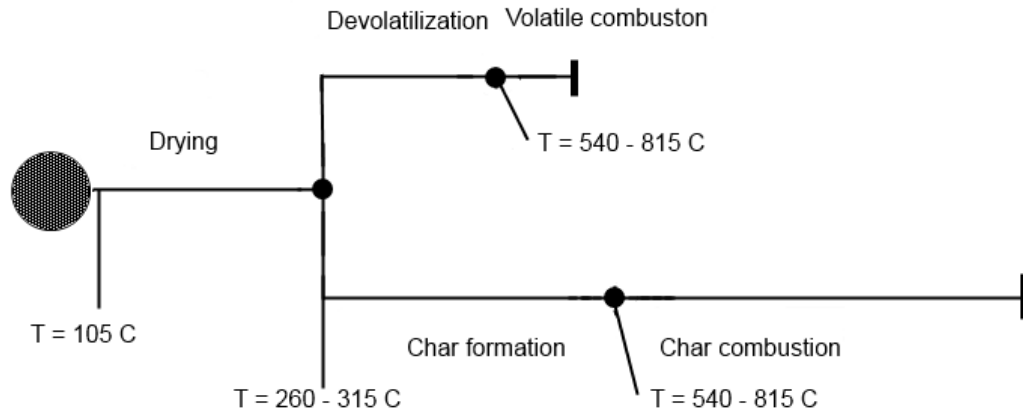 Devolatilization
Volatile combuston
Drying
T = 540 - 815 C
T = 105 C
Char formation
Char combustion
T = 260 - 315 C
T = 540 - 815 C